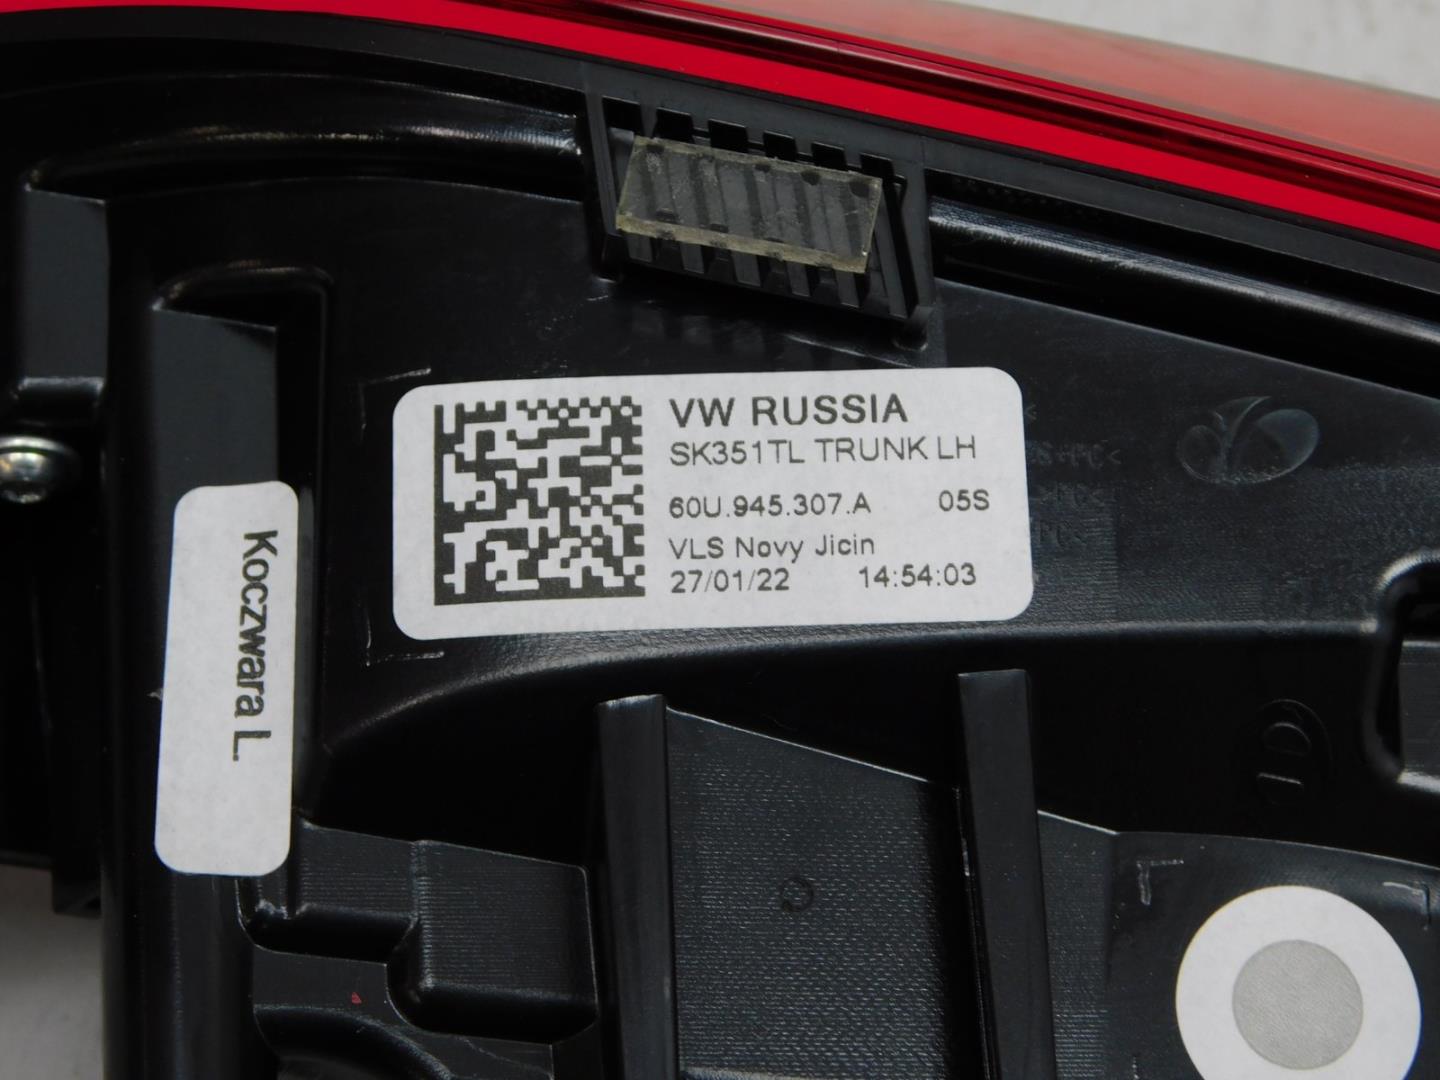 VW RUSSIA
SK351TL TRUNK LH
60U.945.307.A 05S
VLS Novy Jicin
27/01/22 14:54:03
Koczwara L.